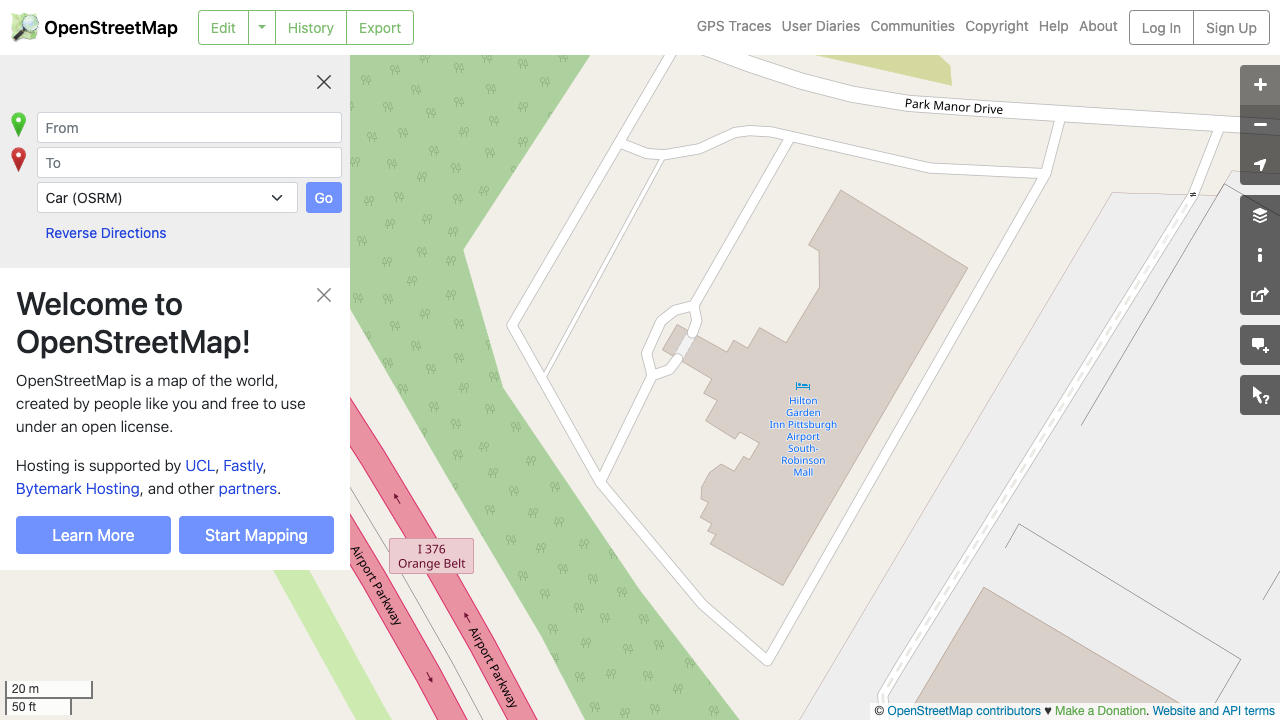 OpenStreetMap
Edit
History
Export
GPS Traces
User Diaries
Communities
Copyright
Help
About
Log In
Sign Up
From
To
Car (OSRM)
Go
Reverse Directions
Welcome to
OpenStreetMap!
OpenStreetMap is a map of the world,
created by people like you and free to use
under an open license.
Hosting is supported by UCL, Fastly,
Bytemark Hosting, and other partners.
Learn More
Start Mapping
Park Manor Drive
Hilton
Garden
Inn Pittsburgh
Airport
South-
Robinson
Mall
I 376
Orange Belt
Airport Parkway
Airport Parkway
20 m
50 ft
© OpenStreetMap contributors ♥ Make a Donation. Website and API terms